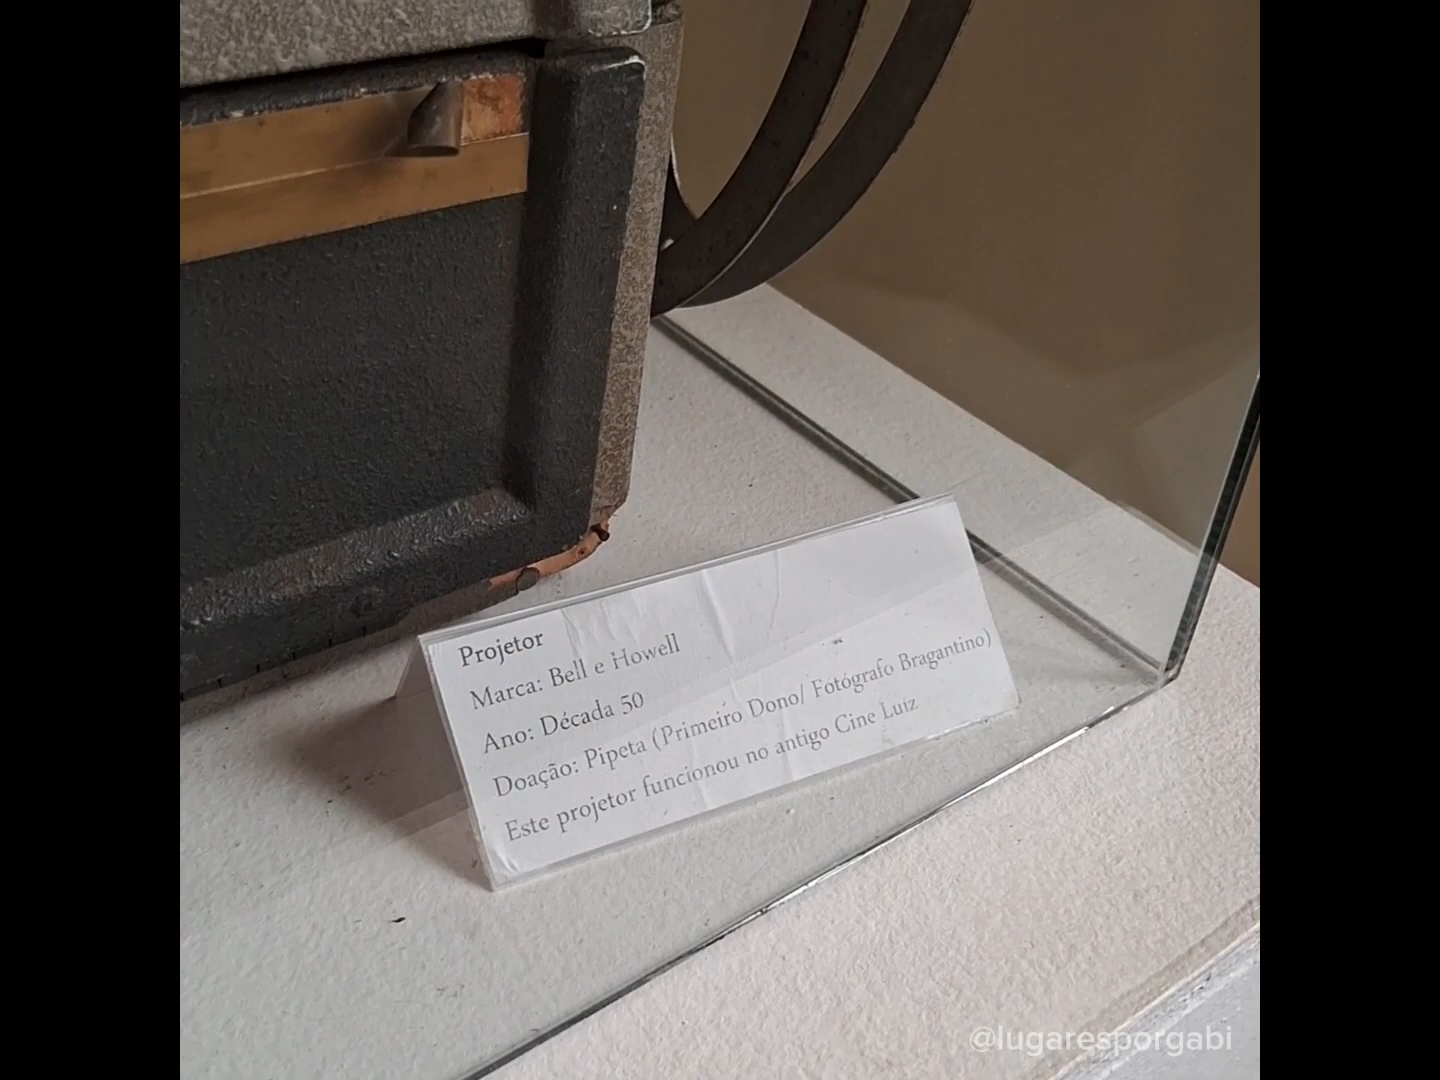 Projetor
Marca: Bell e Howell
Ano: Década 50
Doação: Pipeta (Primeiro Dono/ Fotógrafo Bragantino)
Este projetor funcionou no antigo Cine Luiz
@lugaresporgabi